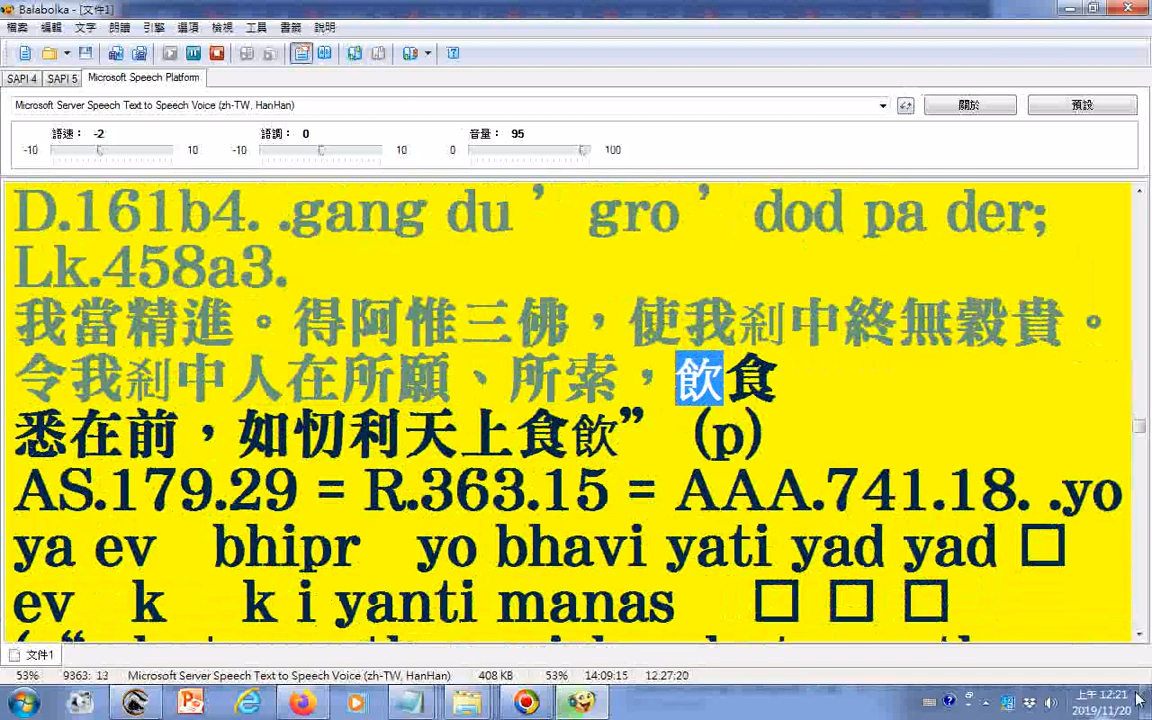 Balabolka - [文件1]
檔案 編輯 文字 朗讀 引擎 選項 檢視 工具 書籤 說明
SAPI 4 SAPI 5 Microsoft Speech Platform
Microsoft Server Speech Text to Speech Voice (zh-TW, HanHan) 關於 預設
語速： -2 語調： 0 音量： 95
-10 10 -10 10 0 100
D.161b4. .gang du ’ gro ’ dod pa der;
Lk.458a3.
我當精進。得阿惟三佛，使我剎中終無穀貴。
令我剎中人在所願、所索，飲食
悉在前，如忉利天上食飲” (p)
AS.179.29 = R.363.15 = AAA.741.18. .yo
ya ev bhipr yo bhavi yati yad yad □
ev k k i yanti manas □ □ □
文件1
53% 9363: 13 Microsoft Server Speech Text to Speech Voice (zh-TW, HanHan) 408 KB 53% 14:09:15 12:27:20
上午 12:21
2019/11/20